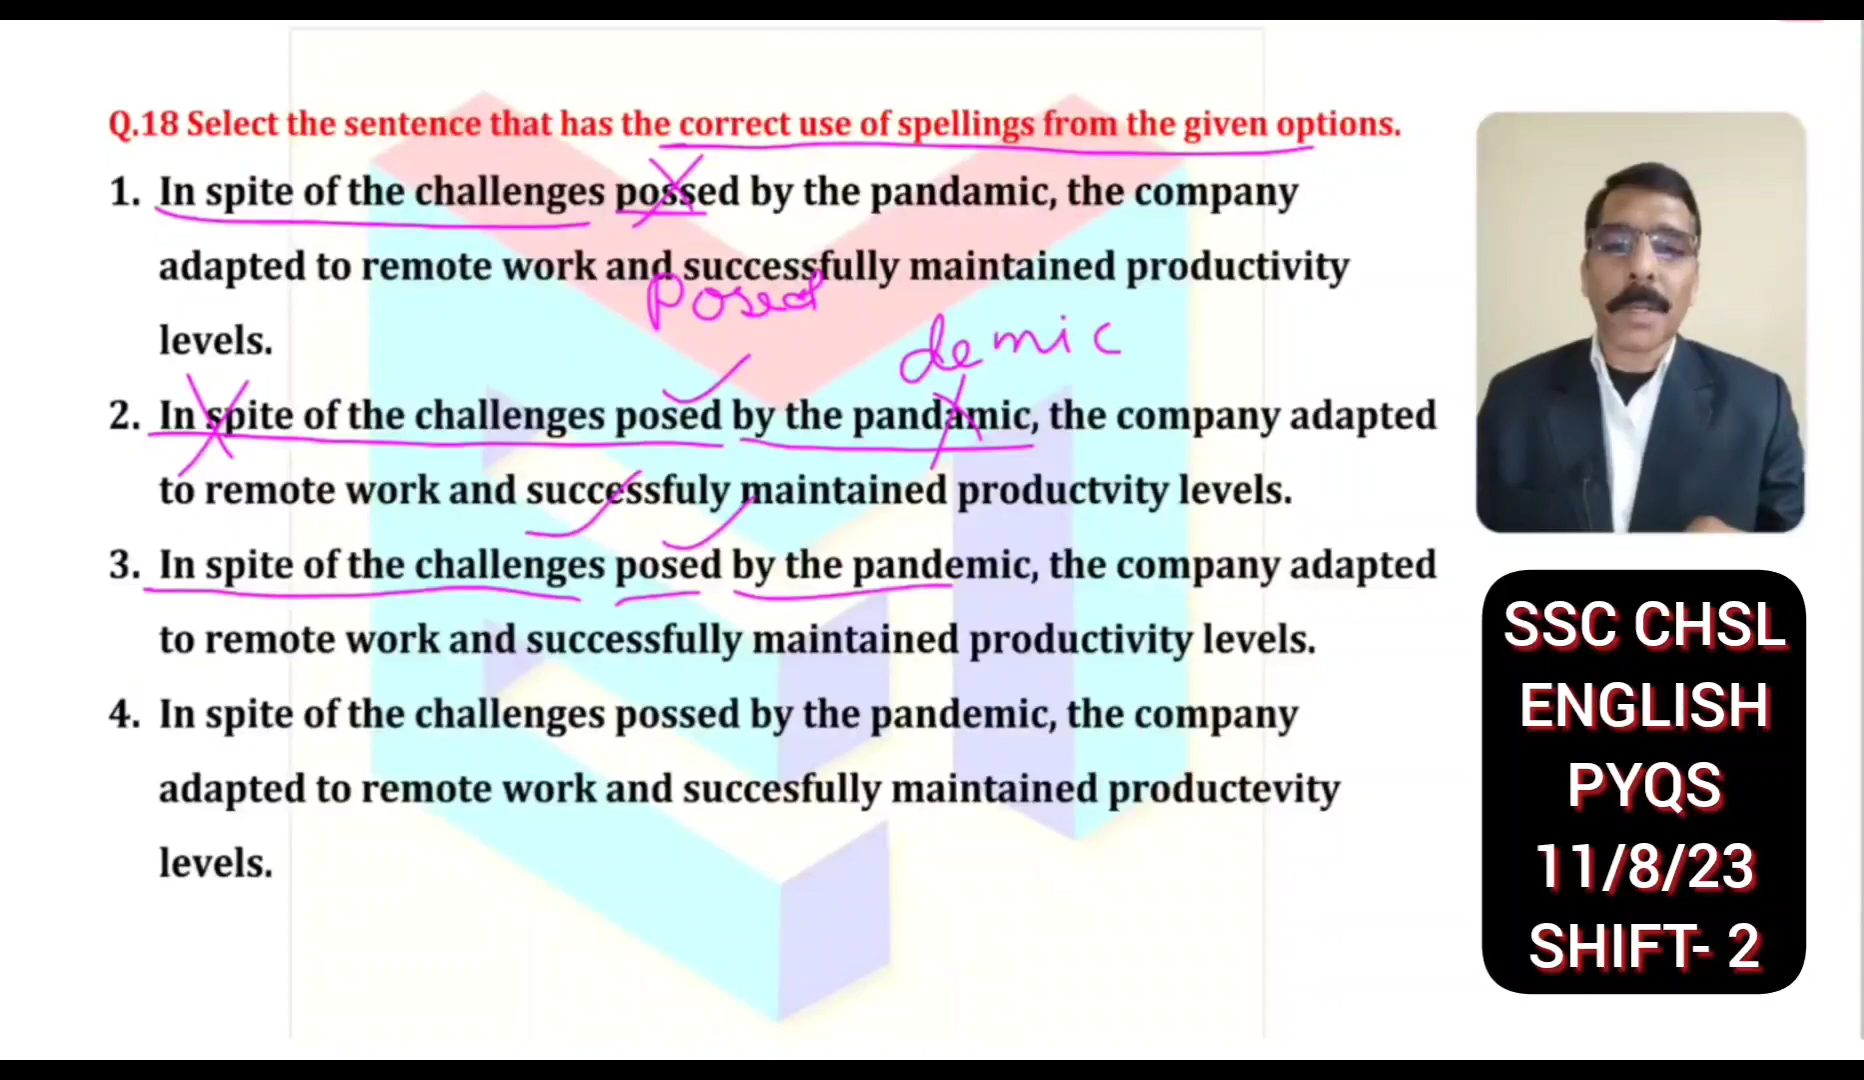 Q.18 Select the sentence that has the correct use of spellings from the given options.
1. In spite of the challenges possed by the pandamic, the company
adapted to remote work and successfully maintained productivity
posed
levels.
demic
2. In spite of the challenges posed by the pandamic, the company adapted
to remote work and successfuly maintained productvity levels.
3. In spite of the challenges posed by the pandemic, the company adapted
to remote work and successfully maintained productivity levels.
4. In spite of the challenges possed by the pandemic, the company
adapted to remote work and succesfully maintained productevity
levels.
SSC CHSL
ENGLISH
PYQS
11/8/23
SHIFT- 2